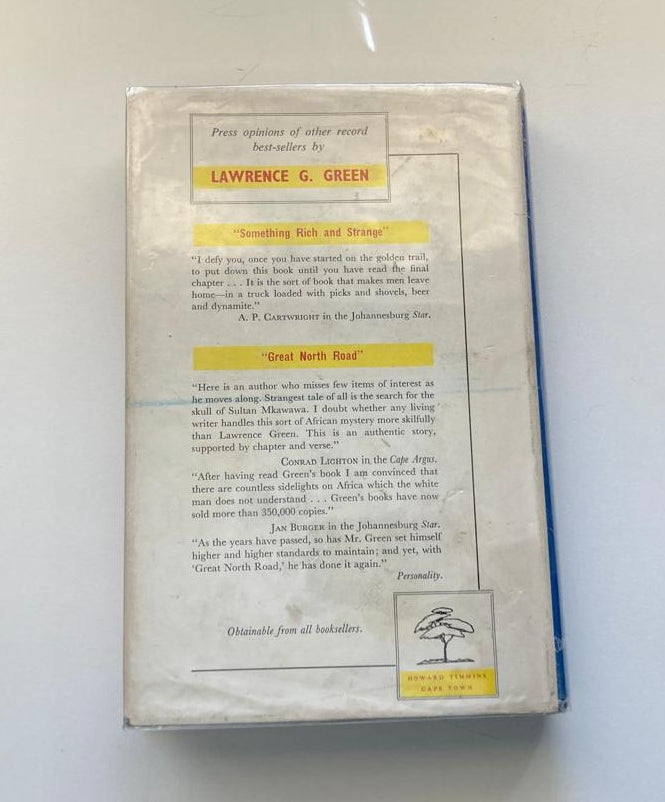 Press opinions of other record
best-sellers by
LAWRENCE G. GREEN
"Something Rich and Strange"
"I defy you, once you have started on the golden trail,
to put down this book until you have read the final
chapter . . . It is the sort of book that makes men leave
home—in a truck loaded with picks and shovels, beer
and dynamite."
A. P. CARTWRIGHT in the Johannesburg Star.
"Great North Road"
"Here is an author who misses few items of interest as
he moves along. Strangest tale of all is the search for the
skull of Sultan Mkawawa. I doubt whether any living
writer handles this sort of African mystery more skilfully
than Lawrence Green. This is an authentic story,
supported by chapter and verse."
CONRAD LIGHTON in the Cape Argus.
"After having read Green's book I am convinced that
there are countless sidelights on Africa which the white
man does not understand . . . Green's books have now
sold more than 350,000 copies."
JAN BURGER in the Johannesburg Star.
"As the years have passed, so has Mr. Green set himself
higher and higher standards to maintain; and yet, with
'Great North Road,' he has done it again."
Personality.
Obtainable from all booksellers.
HOWARD TIMMINS
CAPE TOWN